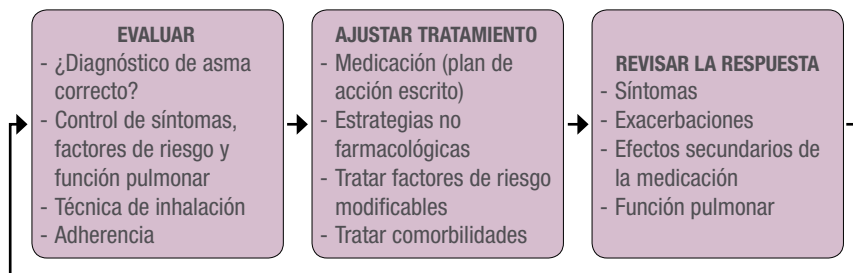 EVALUAR
- ¿Diagnóstico de asma
correcto?
- Control de síntomas,
factores de riesgo y
función pulmonar
- Técnica de inhalación
- Adherencia
AJUSTAR TRATAMIENTO
- Medicación (plan de
acción escrito)
- Estrategias no
farmacológicas
- Tratar factores de riesgo
modificables
- Tratar comorbilidades
REVISAR LA RESPUESTA
- Síntomas
- Exacerbaciones
- Efectos secundarios de
la medicación
- Función pulmonar